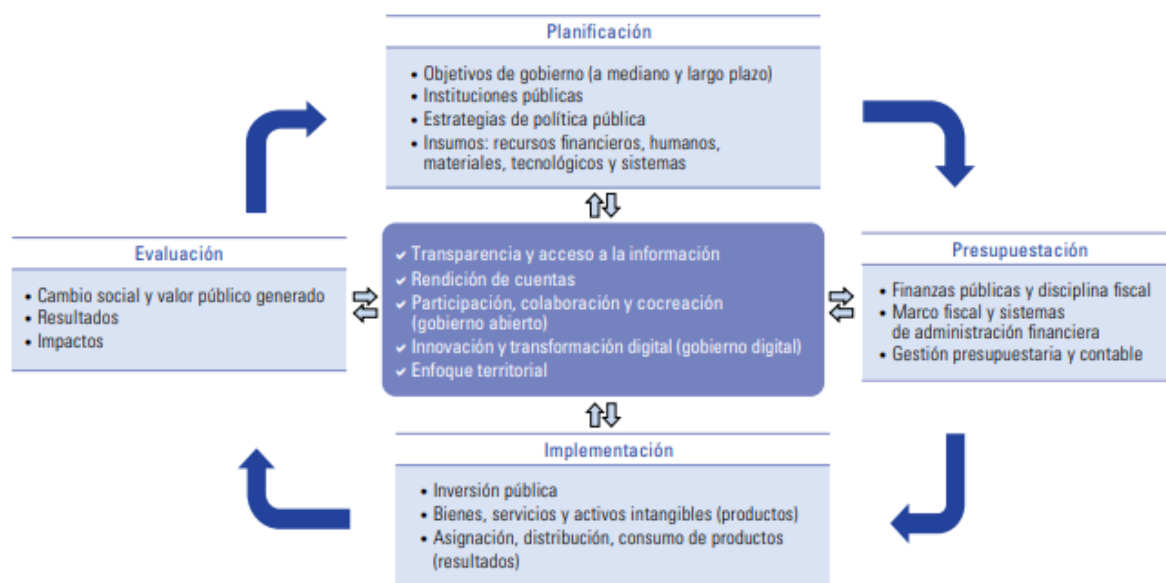 Planificación
• Objetivos de gobierno (a mediano y largo plazo)
• Instituciones públicas
• Estrategias de política pública
• Insumos: recursos financieros, humanos,
materiales, tecnológicos y sistemas
Evaluación
• Cambio social y valor público generado
• Resultados
• Impactos
✓ Transparencia y acceso a la información
✓ Rendición de cuentas
✓ Participación, colaboración y cocreación
(gobierno abierto)
✓ Innovación y transformación digital (gobierno digital)
✓ Enfoque territorial
Presupuestación
• Finanzas públicas y disciplina fiscal
• Marco fiscal y sistemas
de administración financiera
• Gestión presupuestaria y contable
Implementación
• Inversión pública
• Bienes, servicios y activos intangibles (productos)
• Asignación, distribución, consumo de productos
(resultados)